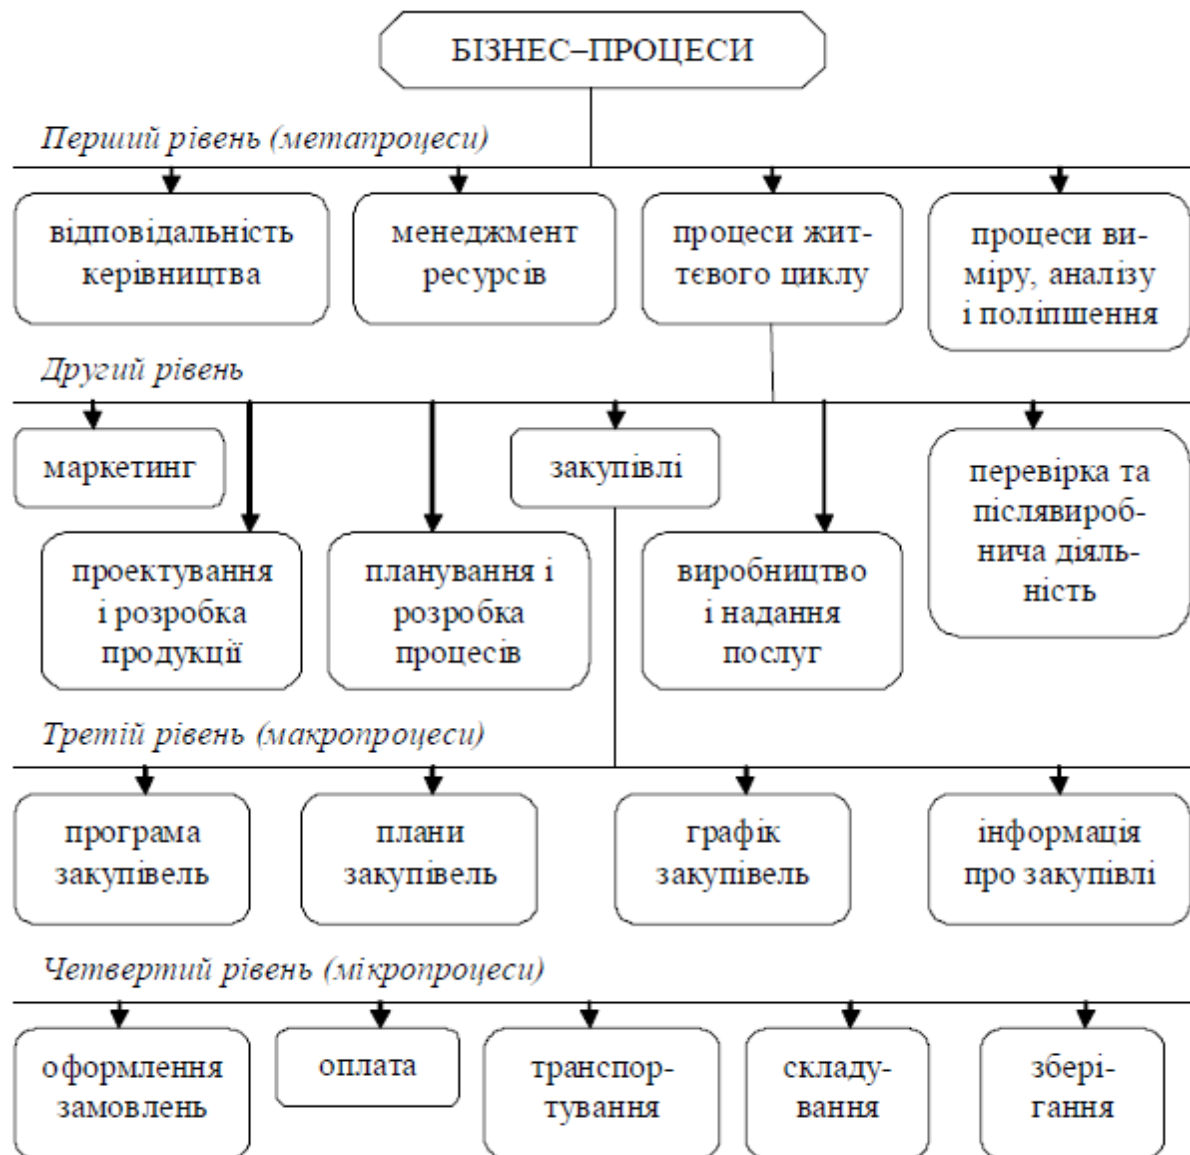 БІЗНЕС–ПРОЦЕСИ
Перший рівень (метапроцеси)
відповідальність
керівництва
менеджмент
ресурсів
процеси жит-
тєвого циклу
процеси ви-
міру, аналізу
і поліпшення
Другий рівень
маркетинг
закупівлі
перевірка та
післявироб-
нича діяль-
ність
проектування
і розробка
продукції
планування і
розробка
процесів
виробництво
і надання
послуг
Третій рівень (макропроцеси)
програма
закупівель
плани
закупівель
графік
закупівель
інформація
про закупівлі
Четвертий рівень (мікропроцеси)
оформлення
замовлень
оплата
транспор-
тування
складу-
вання
збері-
гання